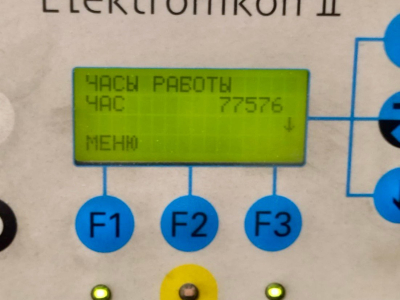 Elektronikon II
ЧАСЫ РАБОТЫ
ЧАС 77576
↓
МЕНЮ
F1 F2 F3